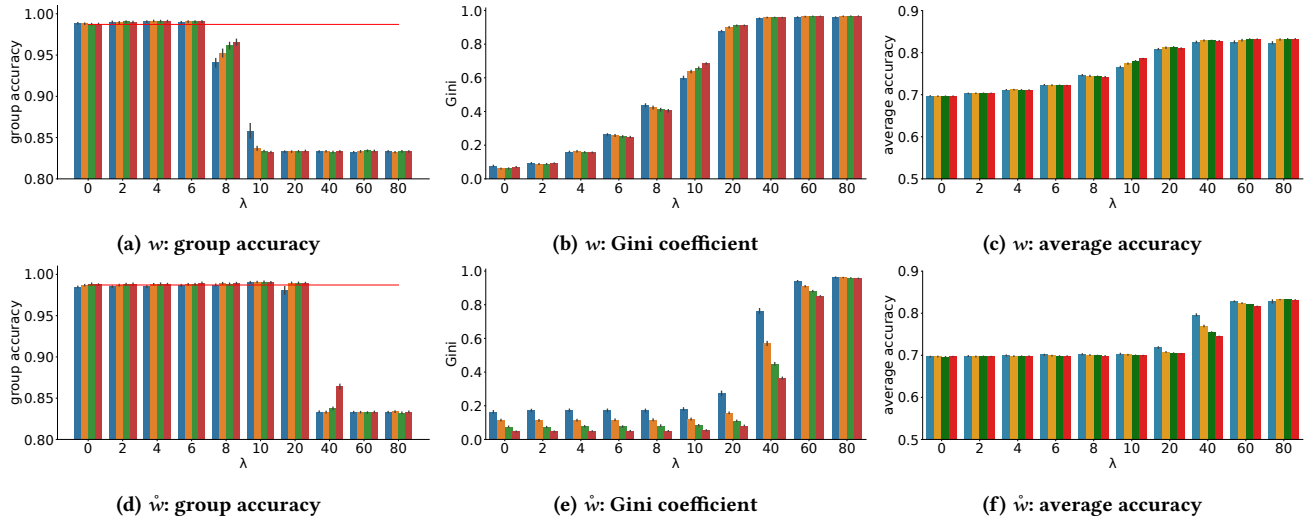 1.00
0.95
0.90
0.85
0.80
group accuracy
0 2 4 6 8 10 20 40 60 80
λ
(a) w: group accuracy
1.0
0.8
0.6
0.4
0.2
0.0
Gini
0 2 4 6 8 10 20 40 60 80
λ
(b) w: Gini coefficient
0.9
0.8
0.7
0.6
0.5
average accuracy
0 2 4 6 8 10 20 40 60 80
λ
(c) w: average accuracy
1.00
0.95
0.90
0.85
0.80
group accuracy
0 2 4 6 8 10 20 40 60 80
λ
(d) ẘ: group accuracy
1.0
0.8
0.6
0.4
0.2
0.0
Gini
0 2 4 6 8 10 20 40 60 80
λ
(e) ẘ: Gini coefficient
0.9
0.8
0.7
0.6
0.5
average accuracy
0 2 4 6 8 10 20 40 60 80
λ
(f) ẘ: average accuracy